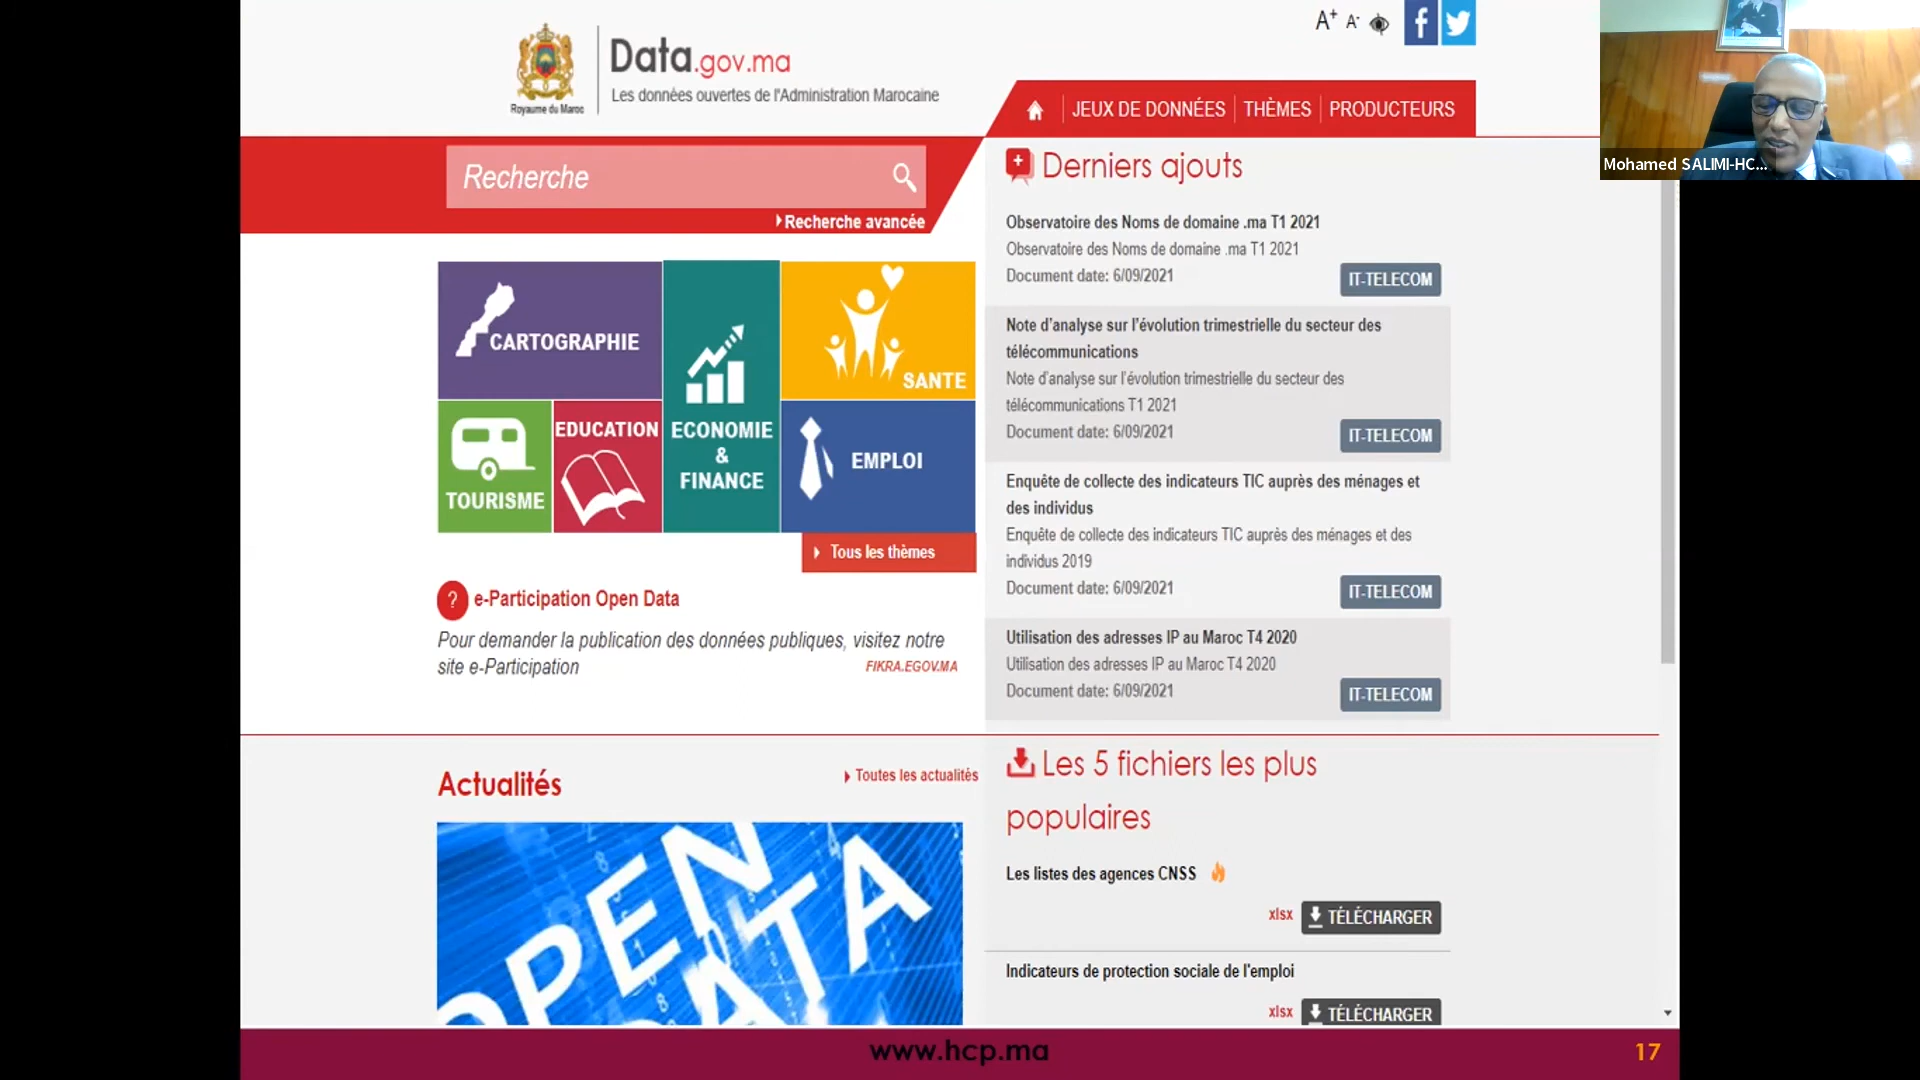 A+ A-
Data.gov.ma
Les données ouvertes de l'Administration Marocaine
Royaume du Maroc
JEUX DE DONNÉES
THÈMES
PRODUCTEURS
Mohamed SALIMI-HC...
Recherche
Recherche avancée
CARTOGRAPHIE
SANTE
TOURISME
EDUCATION
ECONOMIE
&
FINANCE
EMPLOI
Tous les thèmes
? e-Participation Open Data
Pour demander la publication des données publiques, visitez notre
site e-Participation
FIKRA.EGOV.MA
Derniers ajouts
Observatoire des Noms de domaine .ma T1 2021
Observatoire des Noms de domaine .ma T1 2021
Document date: 6/09/2021
IT-TELECOM
Note d'analyse sur l'évolution trimestrielle du secteur des
télécommunications
Note d'analyse sur l'évolution trimestrielle du secteur des
télécommunications T1 2021
Document date: 6/09/2021
IT-TELECOM
Enquête de collecte des indicateurs TIC auprès des ménages et
des individus
Enquête de collecte des indicateurs TIC auprès des ménages et des
individus 2019
Document date: 6/09/2021
IT-TELECOM
Utilisation des adresses IP au Maroc T4 2020
Utilisation des adresses IP au Maroc T4 2020
Document date: 6/09/2021
IT-TELECOM
Actualités
Toutes les actualités
OPEN
DATA
Les 5 fichiers les plus
populaires
Les listes des agences CNSS
xlsx
TÉLÉCHARGER
Indicateurs de protection sociale de l'emploi
xlsx
TÉLÉCHARGER
www.hcp.ma
17